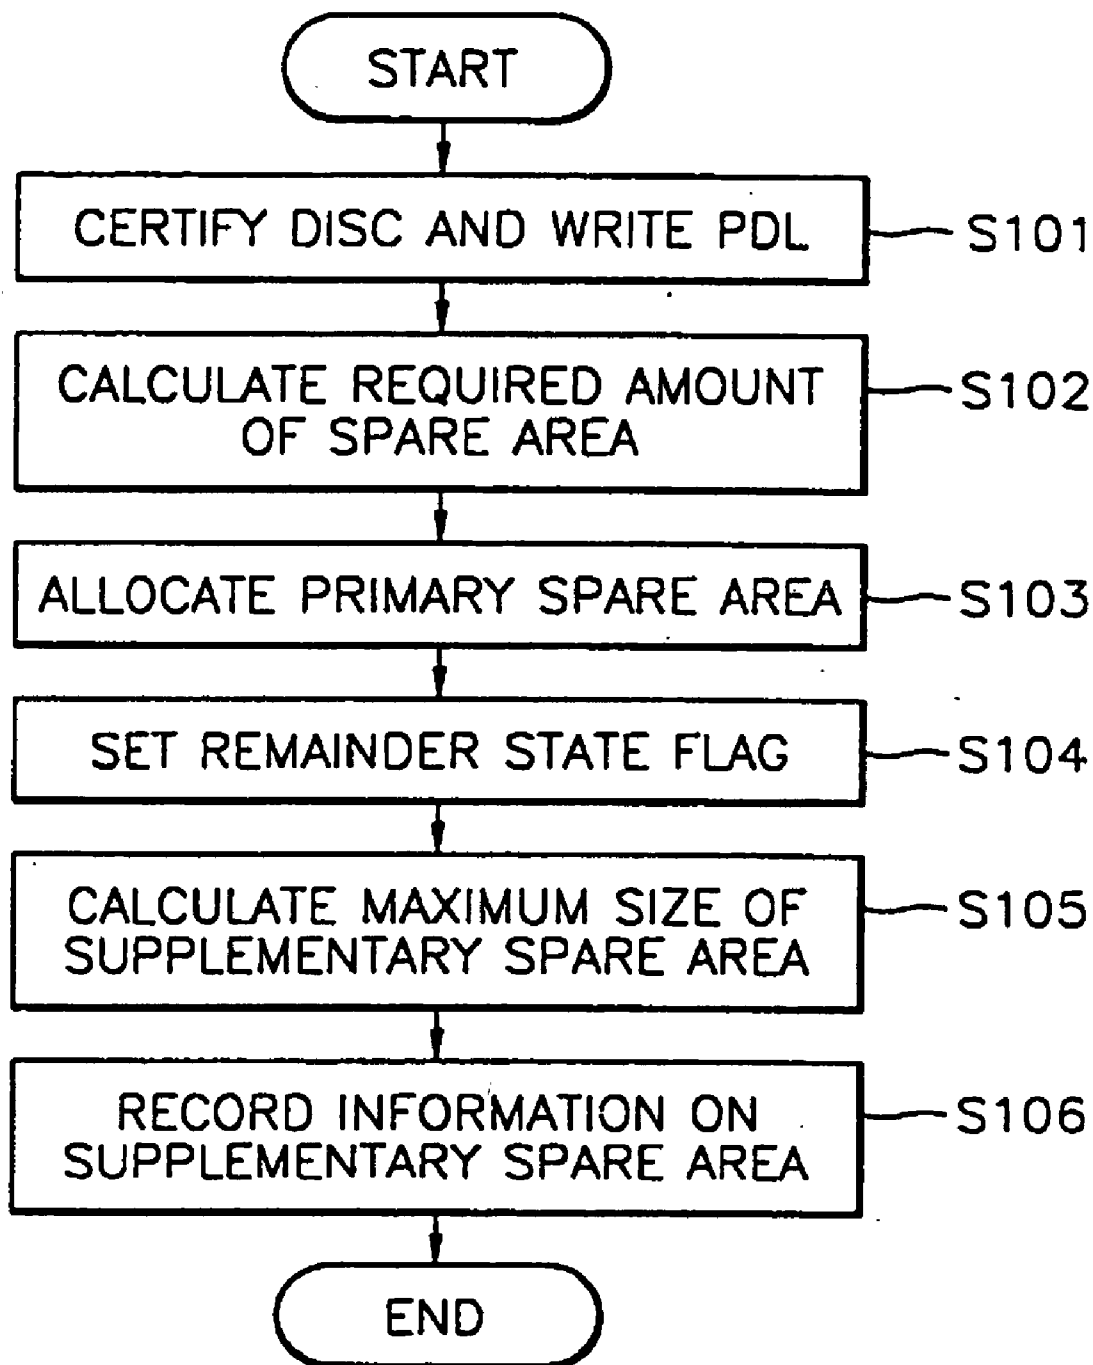 START
CERTIFY DISC AND WRITE PDL
S101
CALCULATE REQUIRED AMOUNT
OF SPARE AREA
S102
ALLOCATE PRIMARY SPARE AREA
S103
SET REMAINDER STATE FLAG
S104
CALCULATE MAXIMUM SIZE OF
SUPPLEMENTARY SPARE AREA
S105
RECORD INFORMATION ON
SUPPLEMENTARY SPARE AREA
S106
END